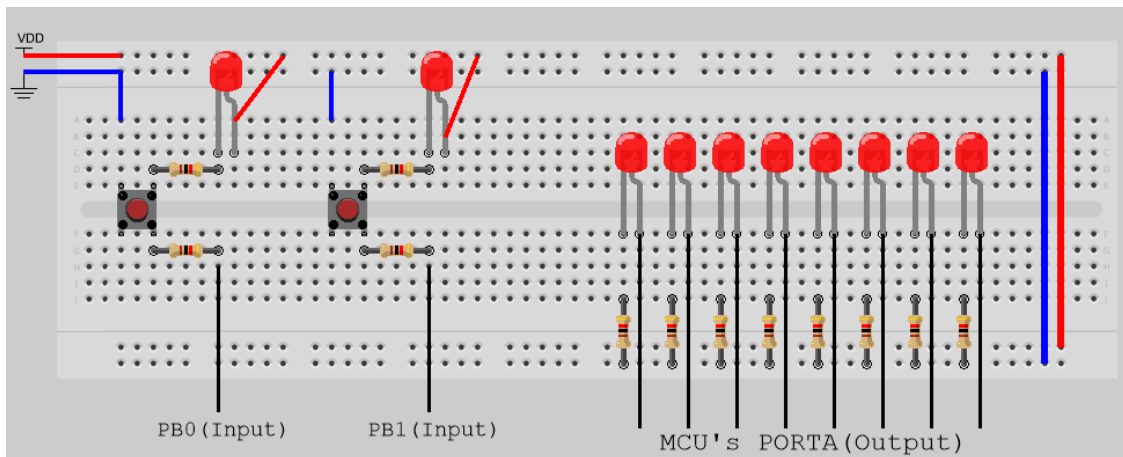 VDD
A
B
C
D
E
F
G
H
I
J
A
B
C
D
E
F
G
H
I
J
PB0(Input)
PB1(Input)
MCU's PORTA(Output)